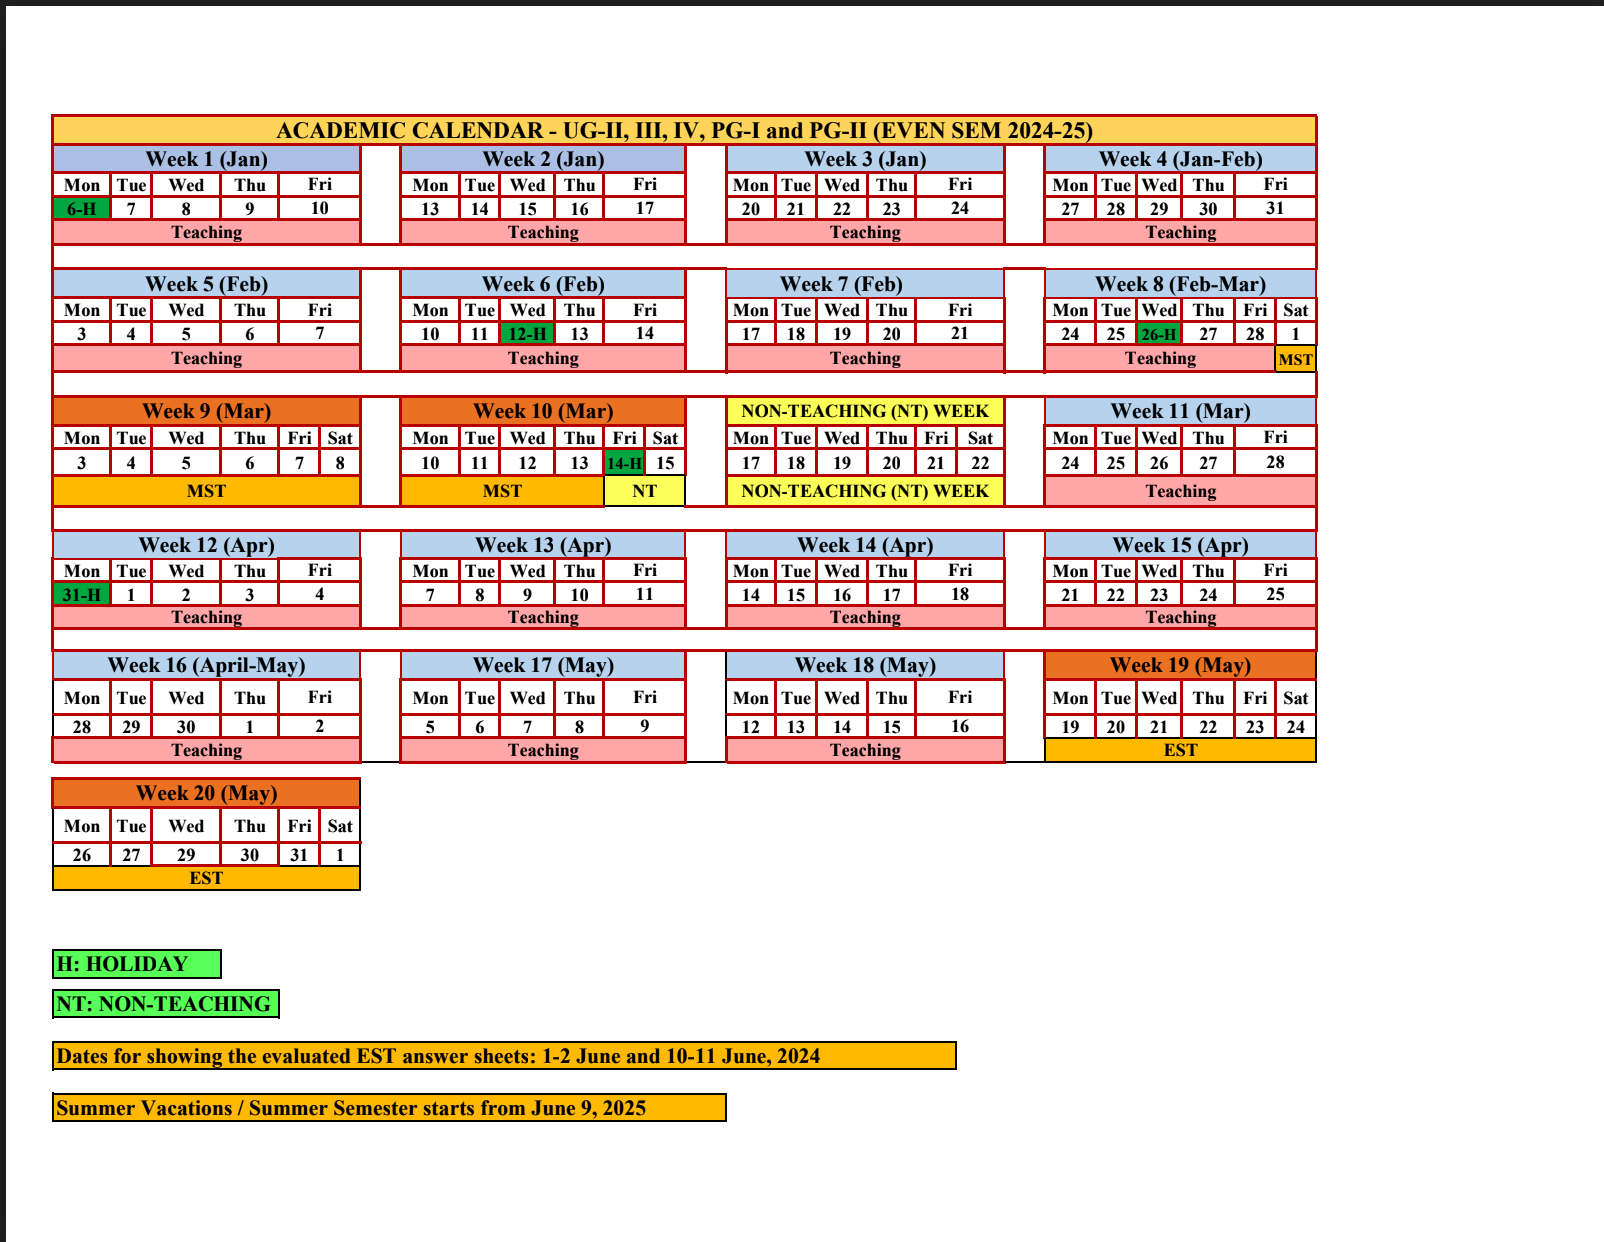 ACADEMIC CALENDAR - UG-II, III, IV, PG-I and PG-II (EVEN SEM 2024-25)
Week 1 (Jan) Week 2 (Jan) Week 3 (Jan) Week 4 (Jan-Feb)
Mon Tue Wed Thu Fri Mon Tue Wed Thu Fri Mon Tue Wed Thu Fri Mon Tue Wed Thu Fri
6-H 7 8 9 10 13 14 15 16 17 20 21 22 23 24 27 28 29 30 31
Teaching Teaching Teaching Teaching
Week 5 (Feb) Week 6 (Feb) Week 7 (Feb) Week 8 (Feb-Mar)
Mon Tue Wed Thu Fri Mon Tue Wed Thu Fri Mon Tue Wed Thu Fri Mon Tue Wed Thu Fri Sat
3 4 5 6 7 10 11 12-H 13 14 17 18 19 20 21 24 25 26-H 27 28 1
Teaching Teaching Teaching Teaching MST
Week 9 (Mar) Week 10 (Mar) NON-TEACHING (NT) WEEK Week 11 (Mar)
Mon Tue Wed Thu Fri Sat Mon Tue Wed Thu Fri Sat Mon Tue Wed Thu Fri Sat Mon Tue Wed Thu Fri
3 4 5 6 7 8 10 11 12 13 14-H 15 17 18 19 20 21 22 24 25 26 27 28
MST MST NT NON-TEACHING (NT) WEEK Teaching
Week 12 (Apr) Week 13 (Apr) Week 14 (Apr) Week 15 (Apr)
Mon Tue Wed Thu Fri Mon Tue Wed Thu Fri Mon Tue Wed Thu Fri Mon Tue Wed Thu Fri
31-H 1 2 3 4 7 8 9 10 11 14 15 16 17 18 21 22 23 24 25
Teaching Teaching Teaching Teaching
Week 16 (April-May) Week 17 (May) Week 18 (May) Week 19 (May)
Mon Tue Wed Thu Fri Mon Tue Wed Thu Fri Mon Tue Wed Thu Fri Mon Tue Wed Thu Fri Sat
28 29 30 1 2 5 6 7 8 9 12 13 14 15 16 19 20 21 22 23 24
Teaching Teaching Teaching EST
Week 20 (May)
Mon Tue Wed Thu Fri Sat
26 27 29 30 31 1
EST
H: HOLIDAY
NT: NON-TEACHING
Dates for showing the evaluated EST answer sheets: 1-2 June and 10-11 June, 2024
Summer Vacations / Summer Semester starts from June 9, 2025